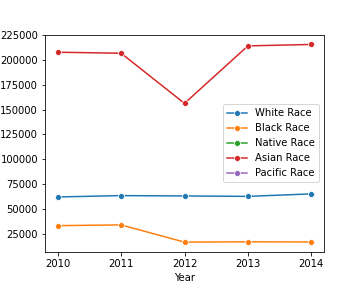 225000
200000
175000
150000
125000
100000
75000
50000
25000
White Race
Black Race
Native Race
Asian Race
Pacific Race
2010 2011 2012 2013 2014
Year